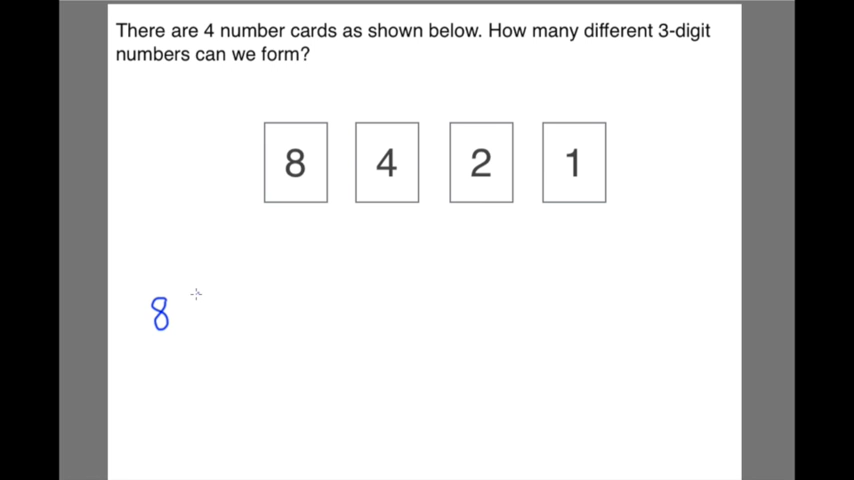 There are 4 number cards as shown below. How many different 3-digit
numbers can we form?
8 4 2 1
8